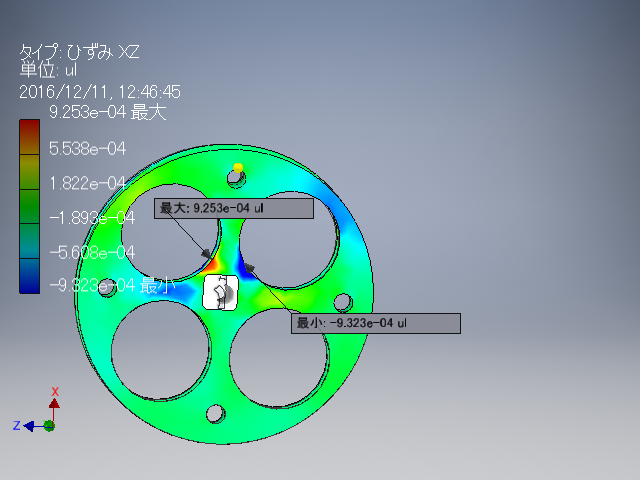 タイプ: ひずみ XZ
単位: ul
2016/12/11, 12:46:45
9.253e-04 最大
5.538e-04
1.822e-04
-1.893e-04
-5.608e-04
-9.323e-04 最小
最大: 9.253e-04 ul
最小: -9.323e-04 ul
X
Z